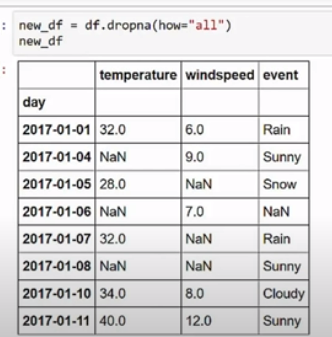 : new_df = df.dropna(how="all")
new_df
:
temperature windspeed event
day
2017-01-01 32.0 6.0 Rain
2017-01-04 NaN 9.0 Sunny
2017-01-05 28.0 NaN Snow
2017-01-06 NaN 7.0 NaN
2017-01-07 32.0 NaN Rain
2017-01-08 NaN NaN Sunny
2017-01-10 34.0 8.0 Cloudy
2017-01-11 40.0 12.0 Sunny